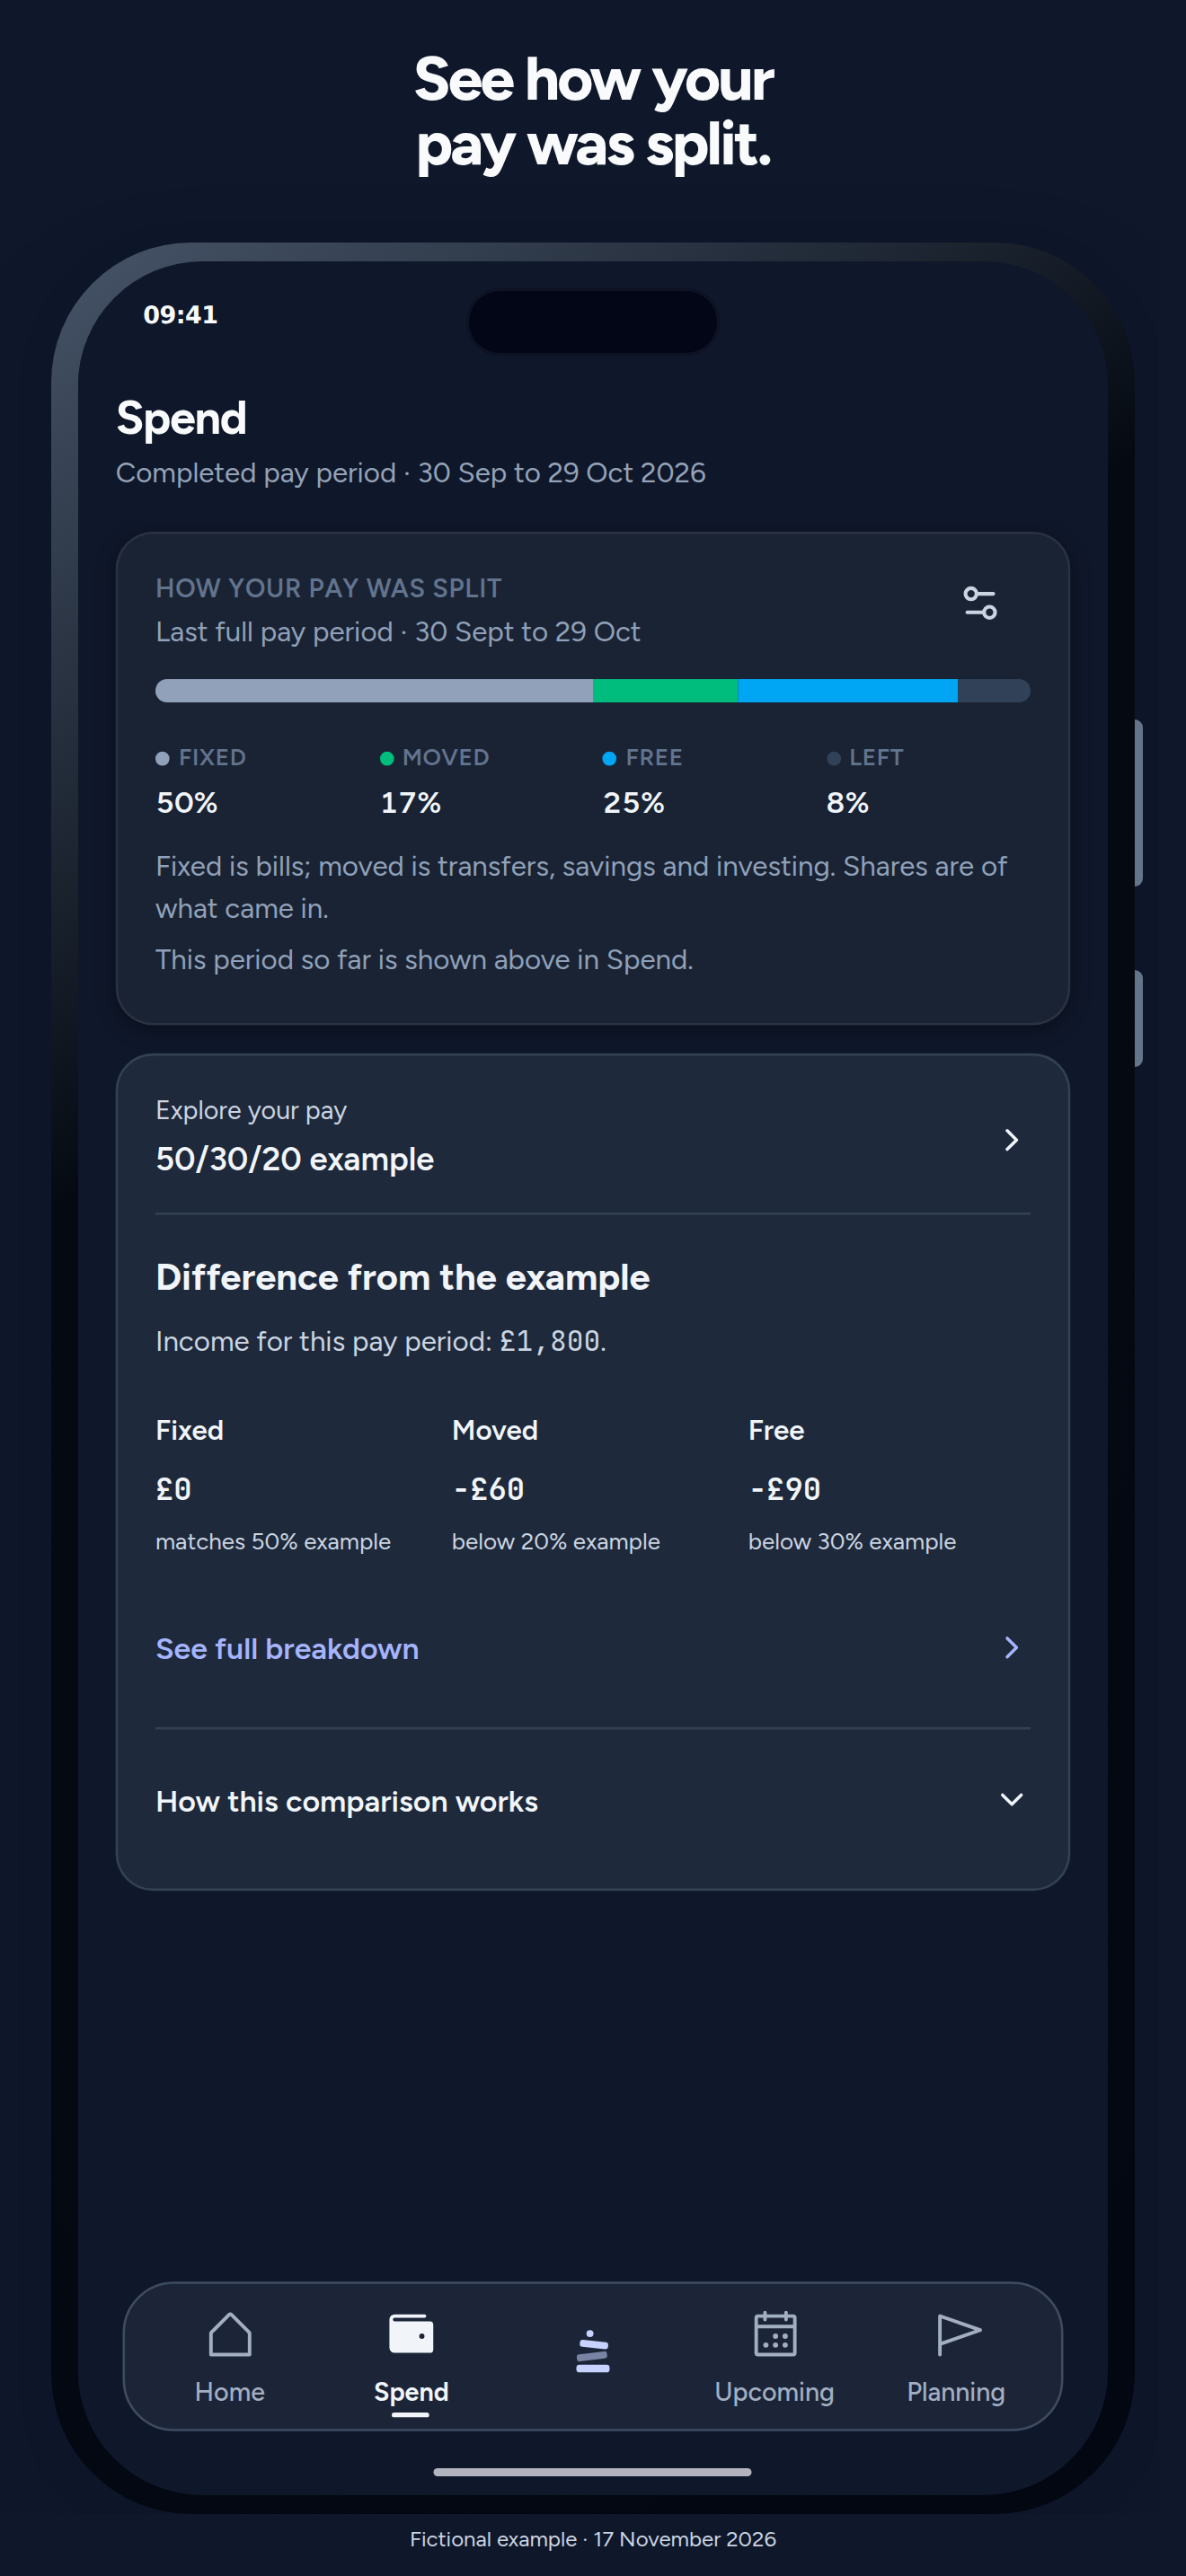 See how your
pay was split.
09:41
Spend
Completed pay period · 30 Sep to 29 Oct 2026
HOW YOUR PAY WAS SPLIT
Last full pay period · 30 Sept to 29 Oct
FIXED MOVED FREE LEFT
50% 17% 25% 8%
Fixed is bills; moved is transfers, savings and investing. Shares are of
what came in.
This period so far is shown above in Spend.
Explore your pay
50/30/20 example
Difference from the example
Income for this pay period: £1,800.
Fixed Moved Free
£0 -£60 -£90
matches 50% example below 20% example below 30% example
See full breakdown
How this comparison works
Home Spend Upcoming Planning
Fictional example · 17 November 2026